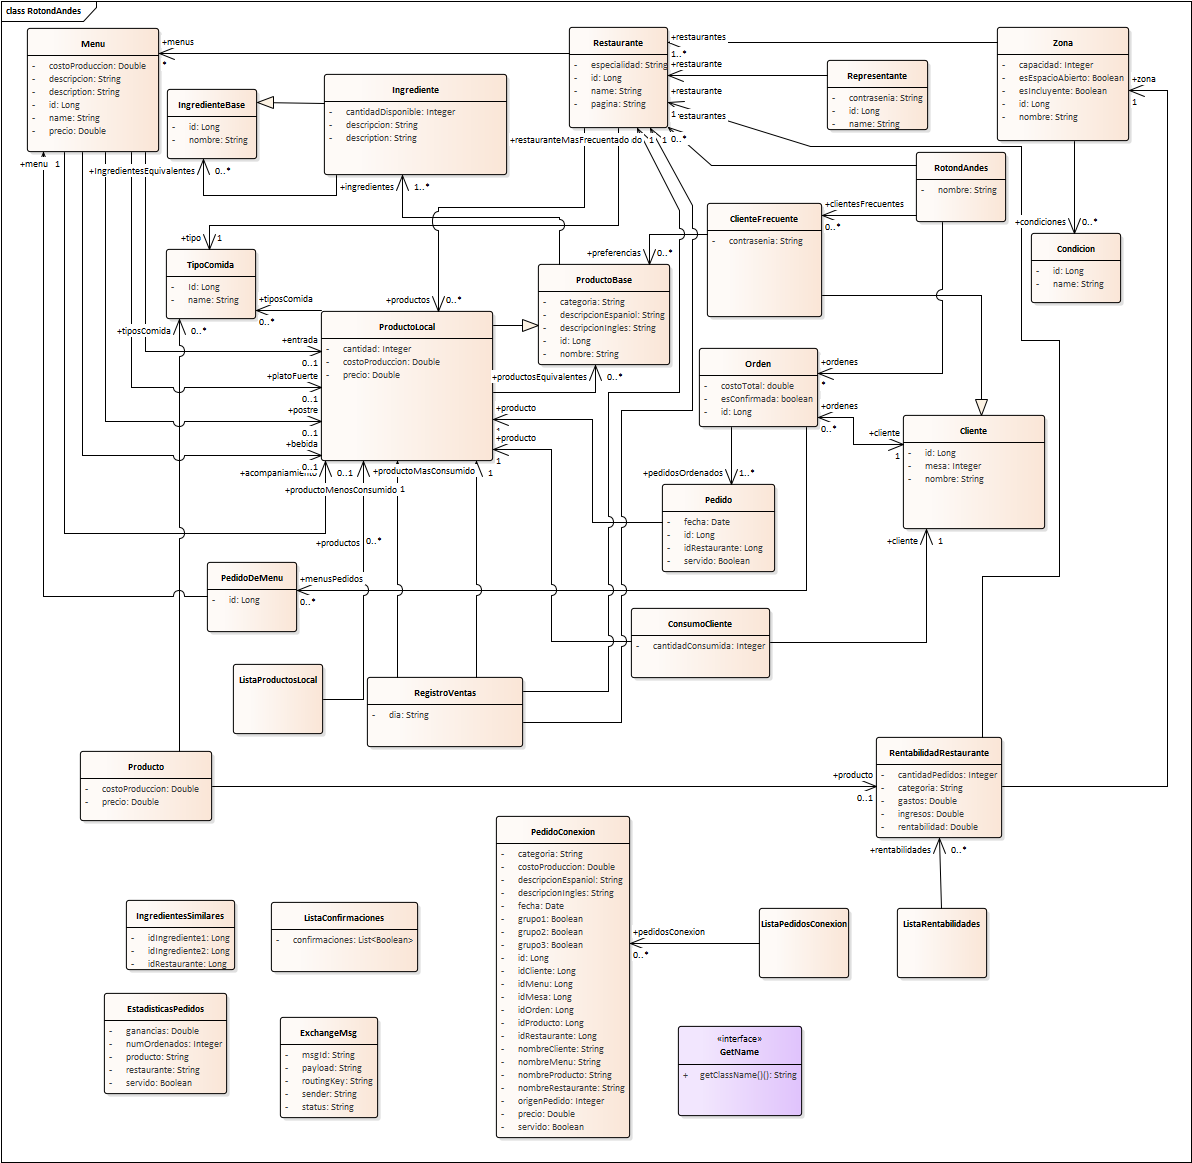 class RotondAndes
Menu
- costoProduccion: Double
- descripcion: String
- description: String
- id: Long
- name: String
- precio: Double
+menus
*
Restaurante
- especialidad: String
- id: Long
- name: String
- pagina: String
+restaurantes
1..*
+restaurante
+restaurante
1
restaurantes
0..*
Zona
- capacidad: Integer
- esEspacioAbierto: Boolean
- esIncluyente: Boolean
- id: Long
- nombre: String
+zona
1
Representante
- contrasenia: String
- id: Long
- name: String
IngredienteBase
- id: Long
- nombre: String
Ingrediente
- cantidadDisponible: Integer
- descripcion: String
- description: String
+menu 1
+IngredientesEquivalentes
0..*
+ingredientes
1..*
+restauranteMasFrecuentado
do
1
1
RotondAndes
- nombre: String
+clientesFrecuentes
0..*
ClienteFrecuente
- contrasenia: String
+condiciones
0..*
Condicion
- id: Long
- name: String
+tipo
1
TipoComida
- Id: Long
- name: String
+tiposComida
0..*
+tiposComida
0..*
+preferencias
0..*
ProductoBase
- categoria: String
- descripcionEspaniol: String
- descripcionIngles: String
- id: Long
- nombre: String
+productos
0..*
ProductoLocal
- cantidad: Integer
- costoProduccion: Double
- precio: Double
+entrada
0..1
+platoFuerte
0..1
+postre
0..1
+bebida
0..1
+productosEquivalentes
0..*
+producto
*
+producto
1
Orden
- costoTotal: double
- esConfirmada: boolean
- id: Long
+ordenes
*
+ordenes
0..*
+cliente
1
Cliente
- id: Long
- mesa: Integer
- nombre: String
0..1
+productoMasConsumido
1
+productoMenosConsumido 1
+productos
0..*
+pedidosOrdenados
1..*
Pedido
- fecha: Date
- id: Long
- idRestaurante: Long
- servido: Boolean
+cliente
1
PedidoDeMenu
- id: Long
+menusPedidos
0..*
ConsumoCliente
- cantidadConsumida: Integer
ListaProductosLocal
RegistroVentas
- dia: String
Producto
- costoProduccion: Double
- precio: Double
+producto
0..1
RentabilidadRestaurante
- cantidadPedidos: Integer
- categoria: String
- gastos: Double
- ingresos: Double
- rentabilidad: Double
+rentabilidades
0..*
PedidoConexion
- categoria: String
- costoProduccion: Double
- descripcionEspaniol: String
- descripcionIngles: String
- fecha: Date
- grupo1: Boolean
- grupo2: Boolean
- grupo3: Boolean
- id: Long
- idCliente: Long
- idMenu: Long
- idMesa: Long
- idOrden: Long
- idProducto: Long
- idRestaurante: Long
- nombreCliente: String
- nombreMenu: String
- nombreProducto: String
- nombreRestaurante: String
- origenPedido: Integer
- precio: Double
- servido: Boolean
+pedidosConexion
0..*
ListaPedidosConexion
ListaRentabilidades
IngredientesSimilares
- idIngrediente1: Long
- idIngrediente2: Long
- idRestaurante: Long
ListaConfirmaciones
- confirmaciones: List<Boolean>
EstadisticasPedidos
- ganancias: Double
- numOrdenados: Integer
- producto: String
- restaurante: String
- servido: Boolean
ExchangeMsg
- msgId: String
- payload: String
- routingKey: String
- sender: String
- status: String
«interface»
GetName
+ getClassName()(): String